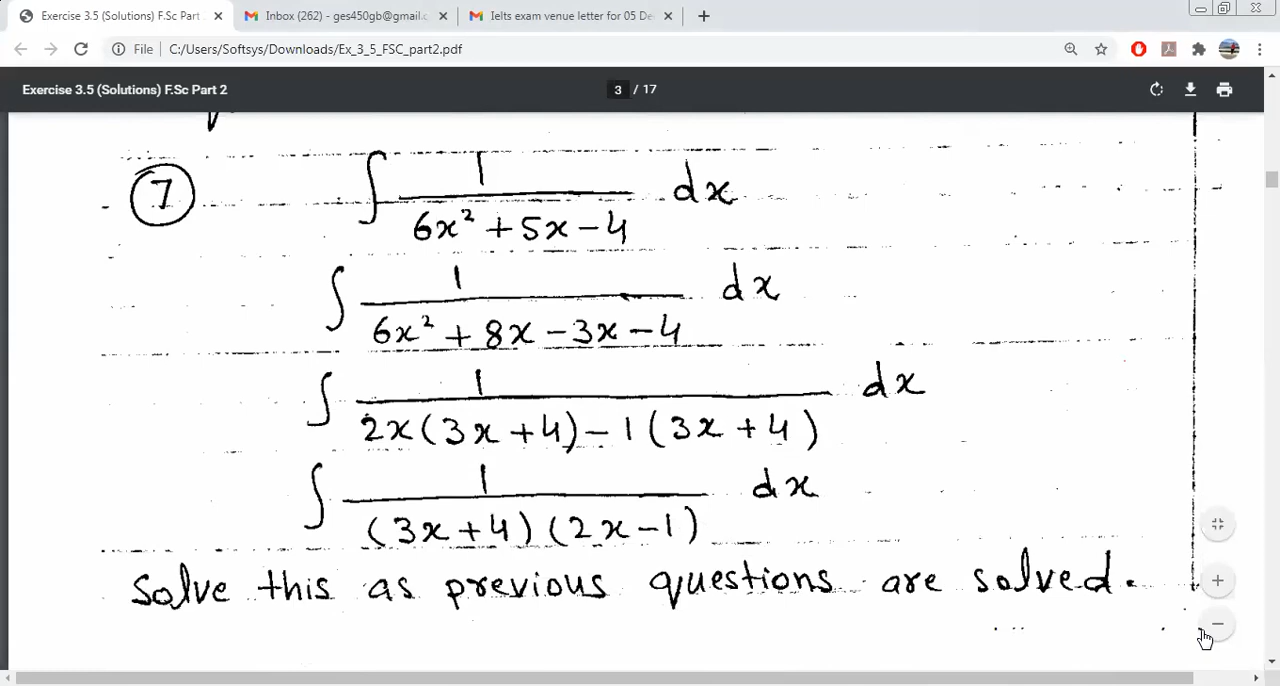 Exercise 3.5 (Solutions) F.Sc Part
Inbox (262) - ges450gb@gmail.c
Ielts exam venue letter for 05 De
File
C:/Users/Softsys/Downloads/Ex_3_5_FSC_part2.pdf
Exercise 3.5 (Solutions) F.Sc Part 2
3 / 17
7 ∫ 1/(6x² + 5x - 4) dx
∫ 1/(6x² + 8x - 3x - 4) dx
∫ 1/(2x(3x + 4) - 1(3x + 4)) dx
∫ 1/((3x + 4)(2x - 1)) dx
Solve this as previous questions are solved.